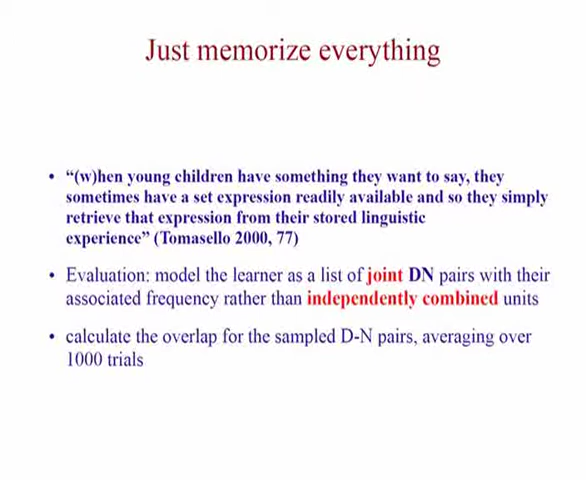 Just memorize everything
• “(w)hen young children have something they want to say, they
sometimes have a set expression readily available and so they simply
retrieve that expression from their stored linguistic
experience” (Tomasello 2000, 77)
• Evaluation: model the learner as a list of joint DN pairs with their
associated frequency rather than independently combined units
• calculate the overlap for the sampled D-N pairs, averaging over
1000 trials